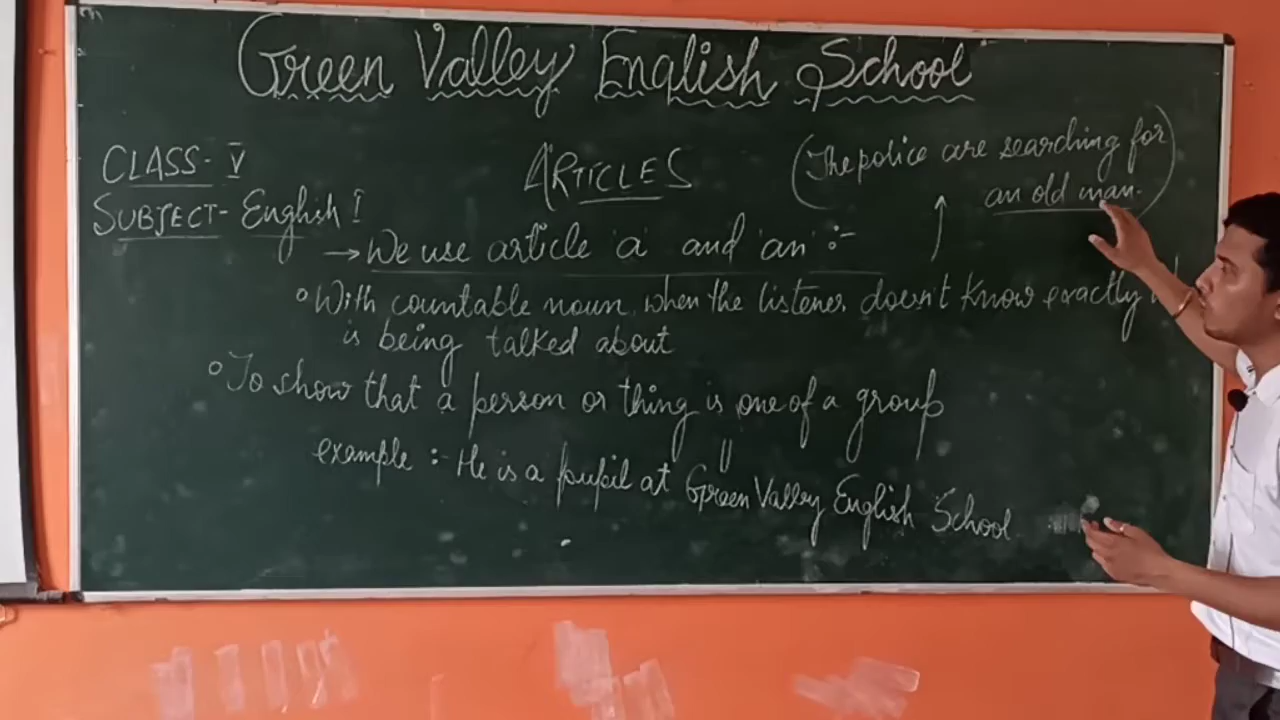 Green Valley English School
CLASS- V
ARTICLES
(The police are searching for
an old man.)
SUBJECT- English I
→ We use article 'a' and 'an' :-
° With countable noun, when the listener doesn't know exactly
is being talked about
° To show that a person or thing is one of a group
example :- He is a pupil at Green Valley English School